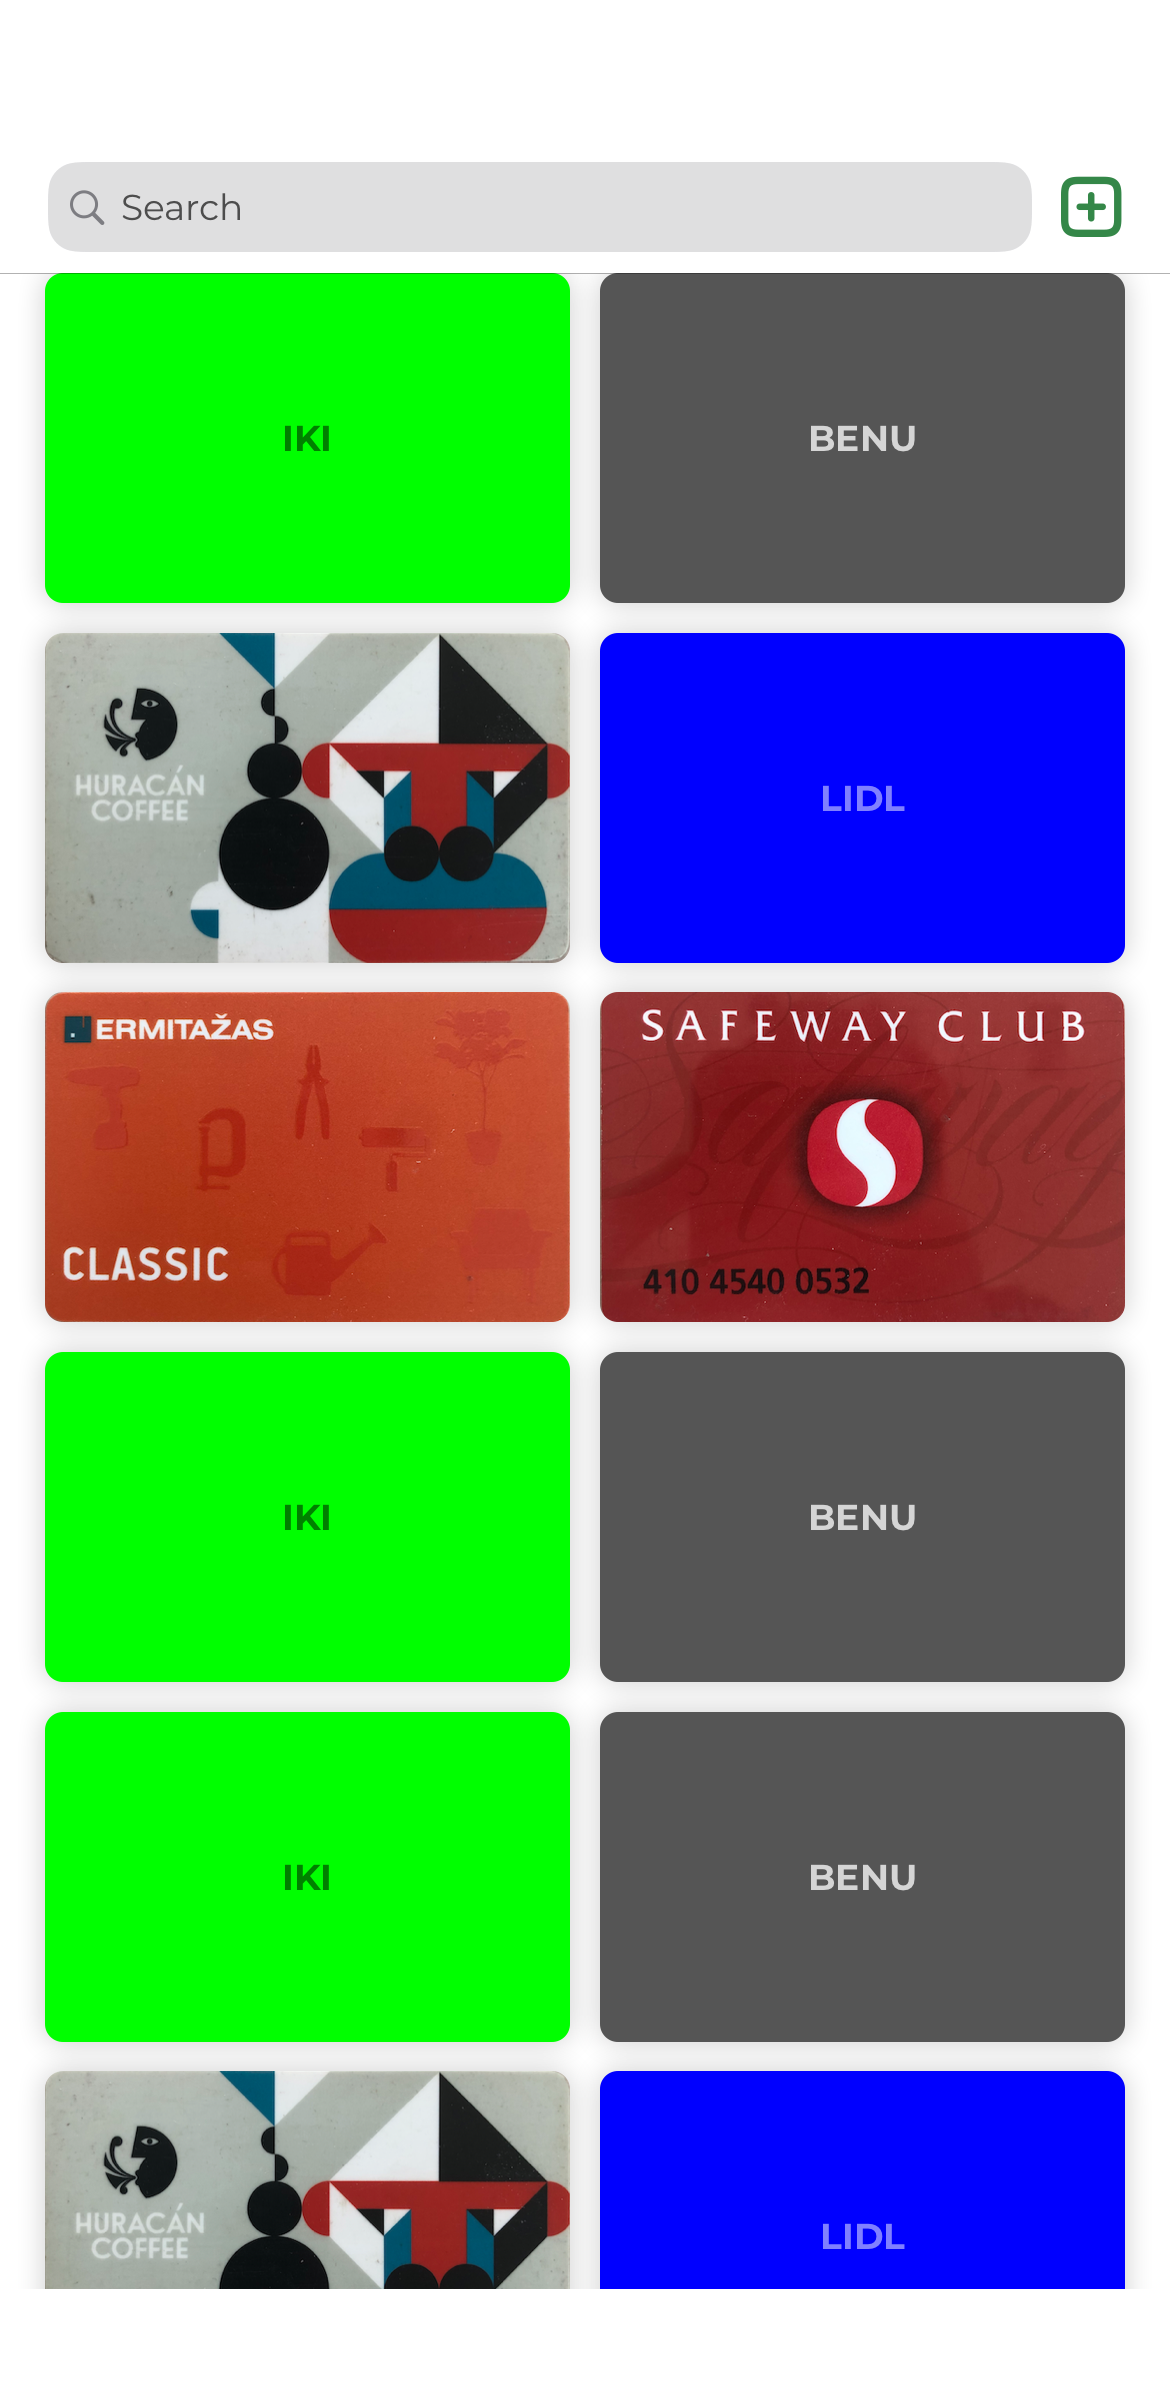 Search
IKI
BENU
HURACÁN
COFFEE
LIDL
ERMITAŽAS
CLASSIC
SAFEWAY CLUB
410 4540 0532
IKI
BENU
IKI
BENU
HURACÁN
COFFEE
LIDL